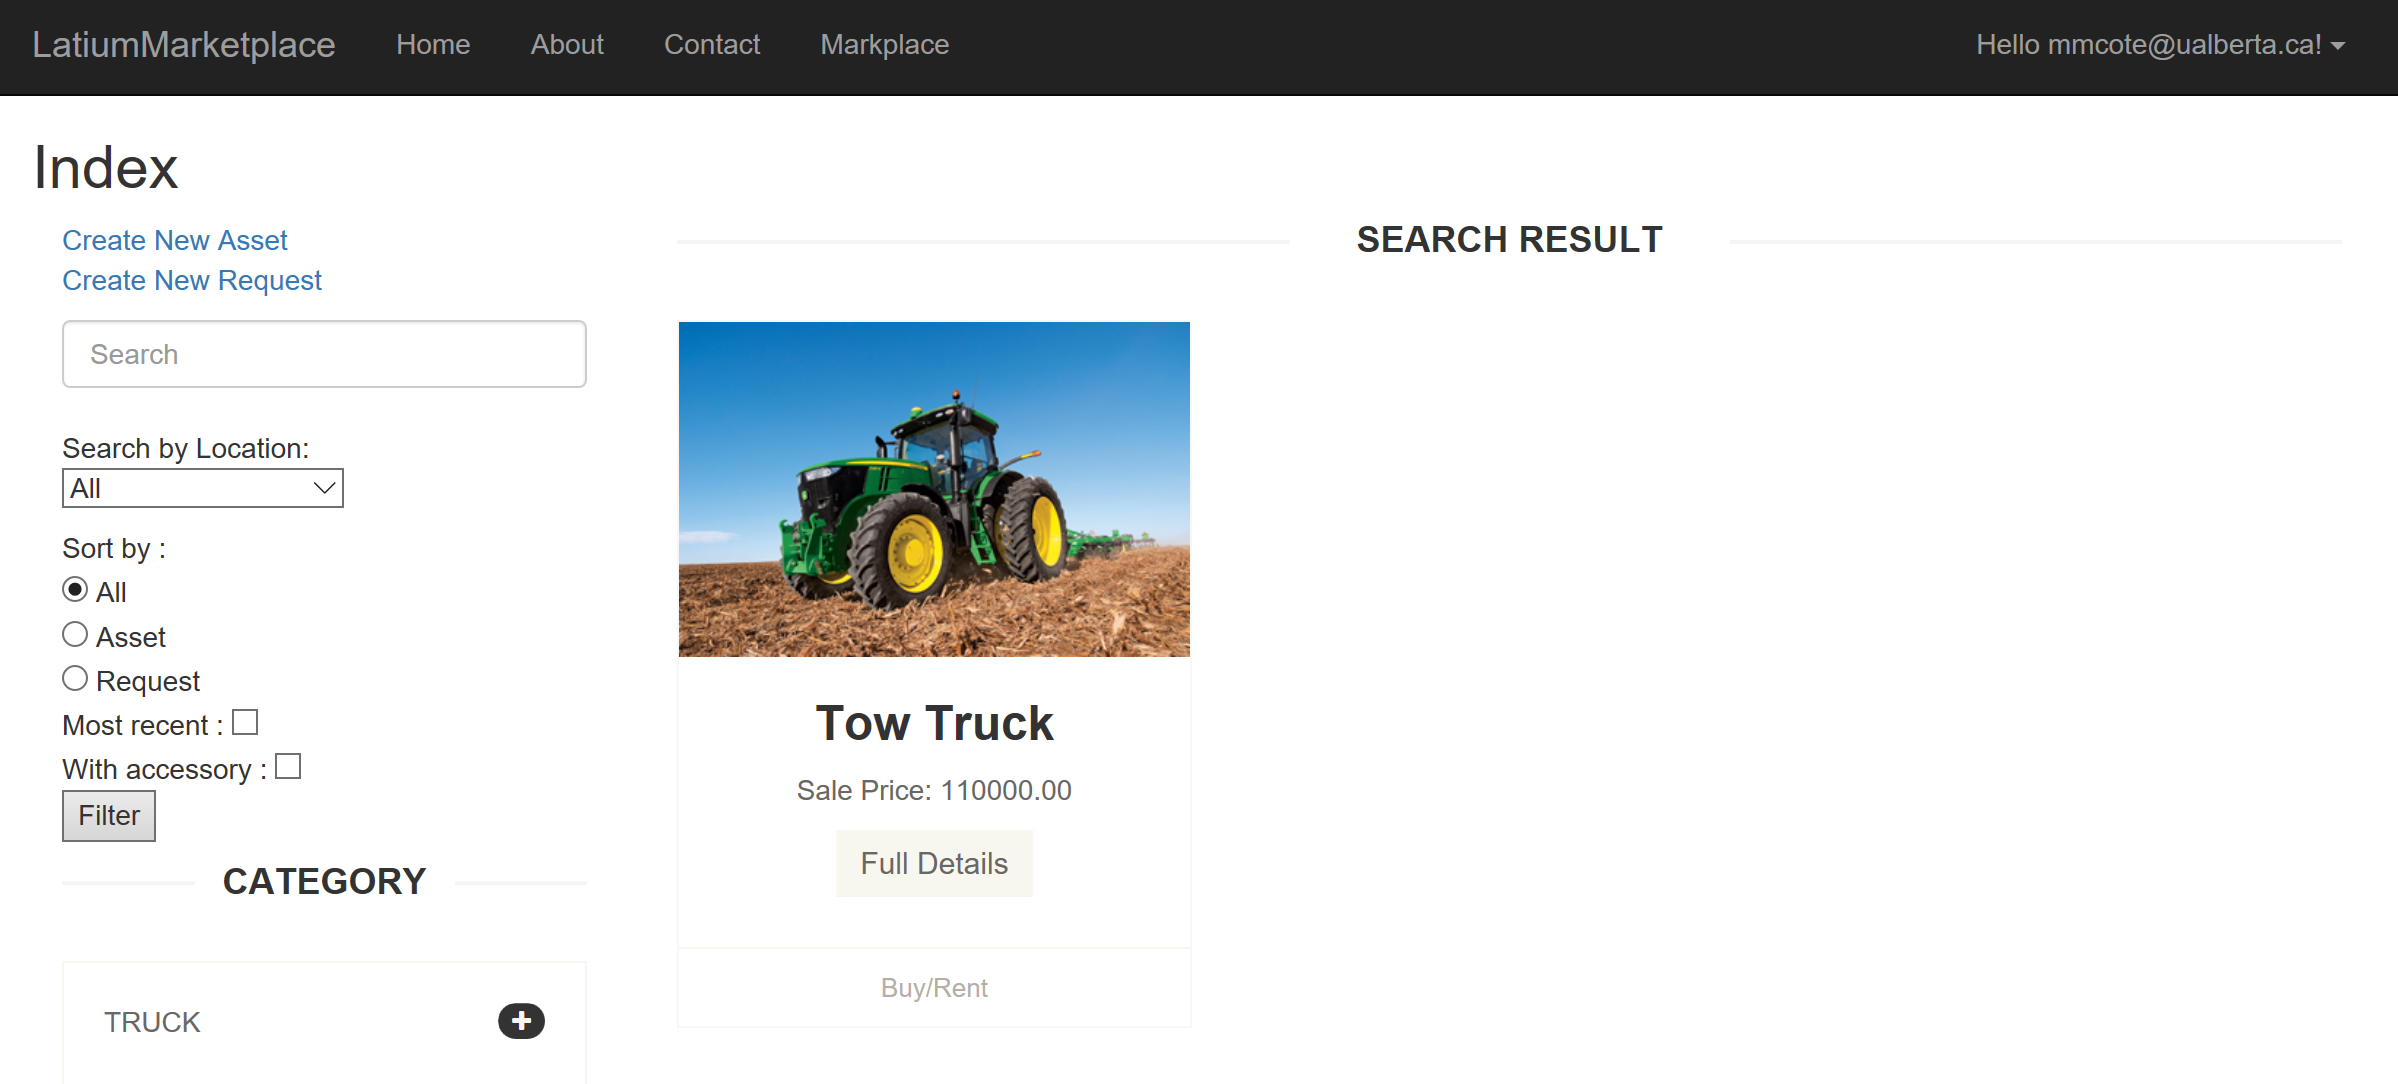 LatiumMarketplace Home About Contact Markplace Hello mmcote@ualberta.ca!
Index
Create New Asset
Create New Request
Search
Search by Location:
All
Sort by :
All
Asset
Request
Most recent :
With accessory :
Filter
CATEGORY
TRUCK
SEARCH RESULT
Tow Truck
Sale Price: 110000.00
Full Details
Buy/Rent